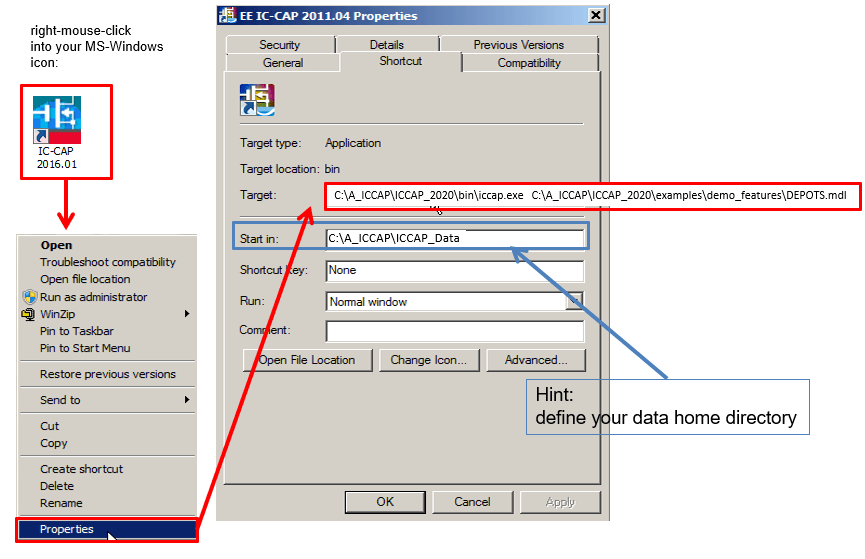 right-mouse-click
into your MS-Windows
icon:
IC-CAP
2016.01
Open
Troubleshoot compatibility
Open file location
Run as administrator
WinZip
Pin to Taskbar
Pin to Start Menu
Restore previous versions
Send to
Cut
Copy
Create shortcut
Delete
Rename
Properties
EE IC-CAP 2011.04 Properties
Security Details Previous Versions
General Shortcut Compatibility
Target type: Application
Target location: bin
Target: C:\A_ICCAP\ICCAP_2020\bin\iccap.exe C:\A_ICCAP\ICCAP_2020\examples\demo_features\DEPOTS.mdl
Start in: C:\A_ICCAP\ICCAP_Data
Shortcut key: None
Run: Normal window
Comment:
Open File Location Change Icon... Advanced...
Hint:
define your data home directory
OK Cancel Apply